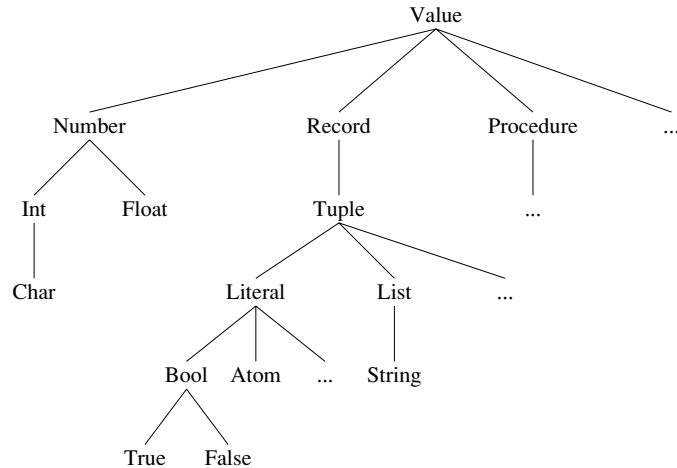 Value
Number Record Procedure ...
Int Float Tuple ...
Char Literal List ...
Bool Atom ... String
True False